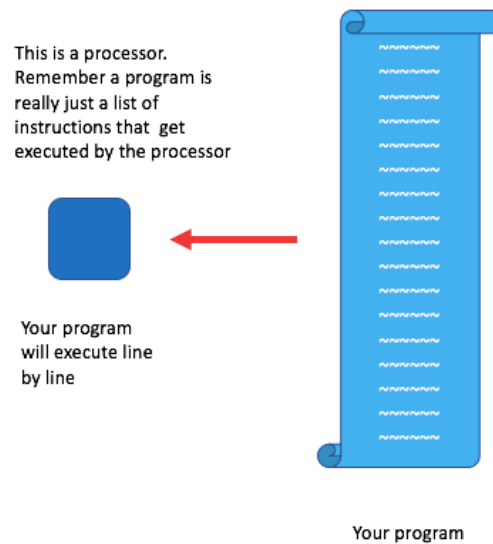 This is a processor.
Remember a program is
really just a list of
instructions that get
executed by the processor
Your program
will execute line
by line
Your program